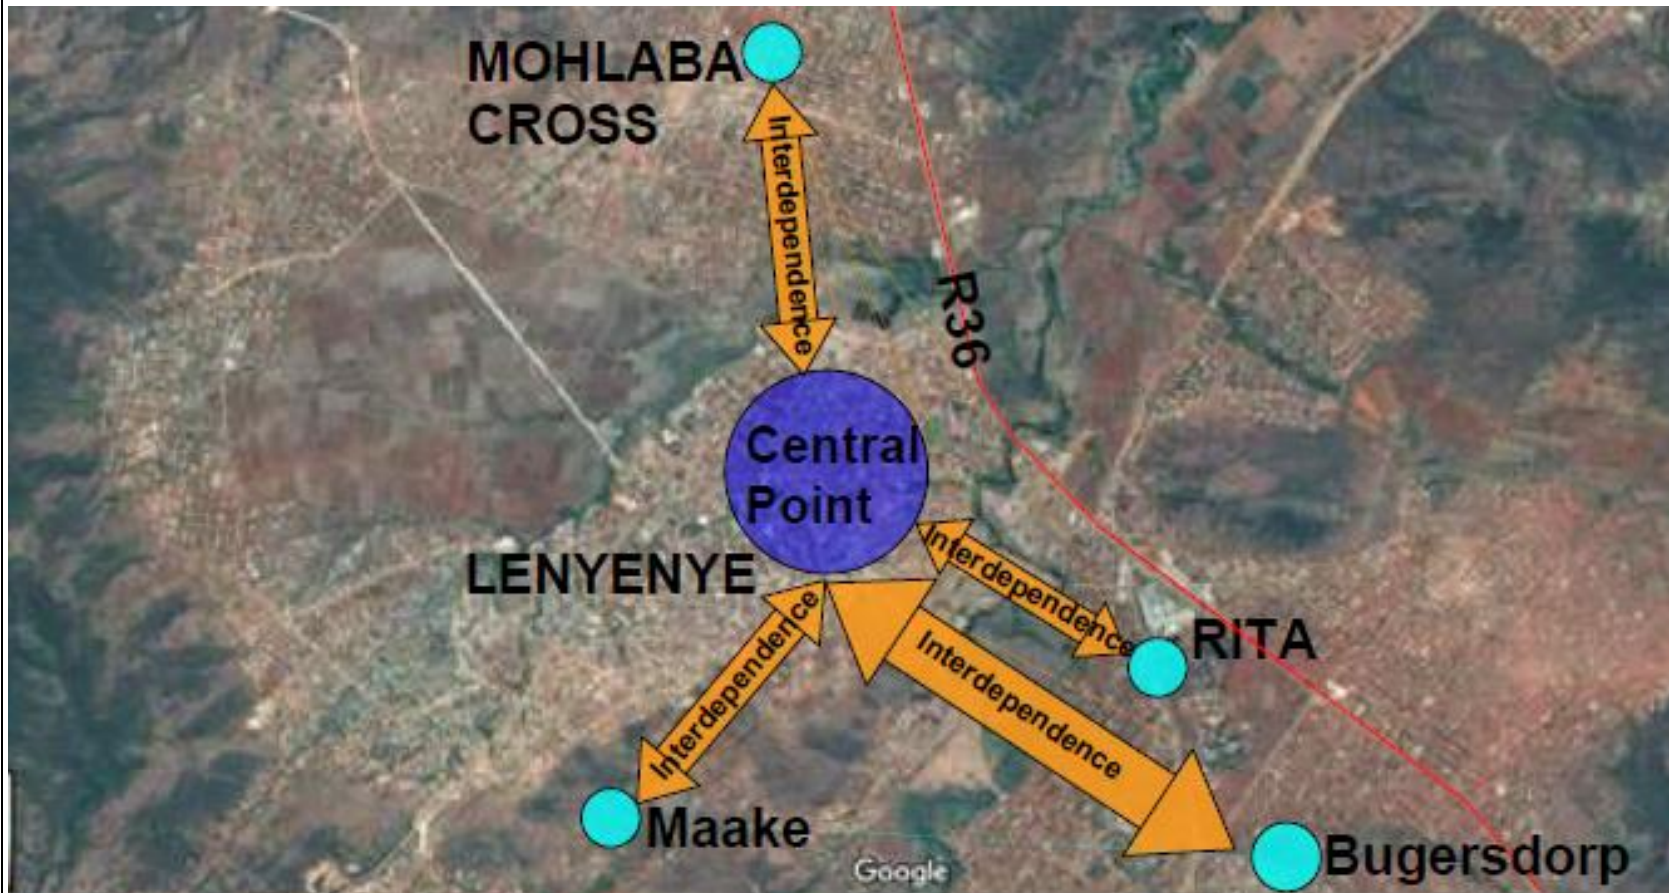 MOHLABA
CROSS
Interdependence
R36
Central
Point
LENYENYE
Interdependence
RITA
Interdependence
Interdependence
Maake
Bugersdorp
Google